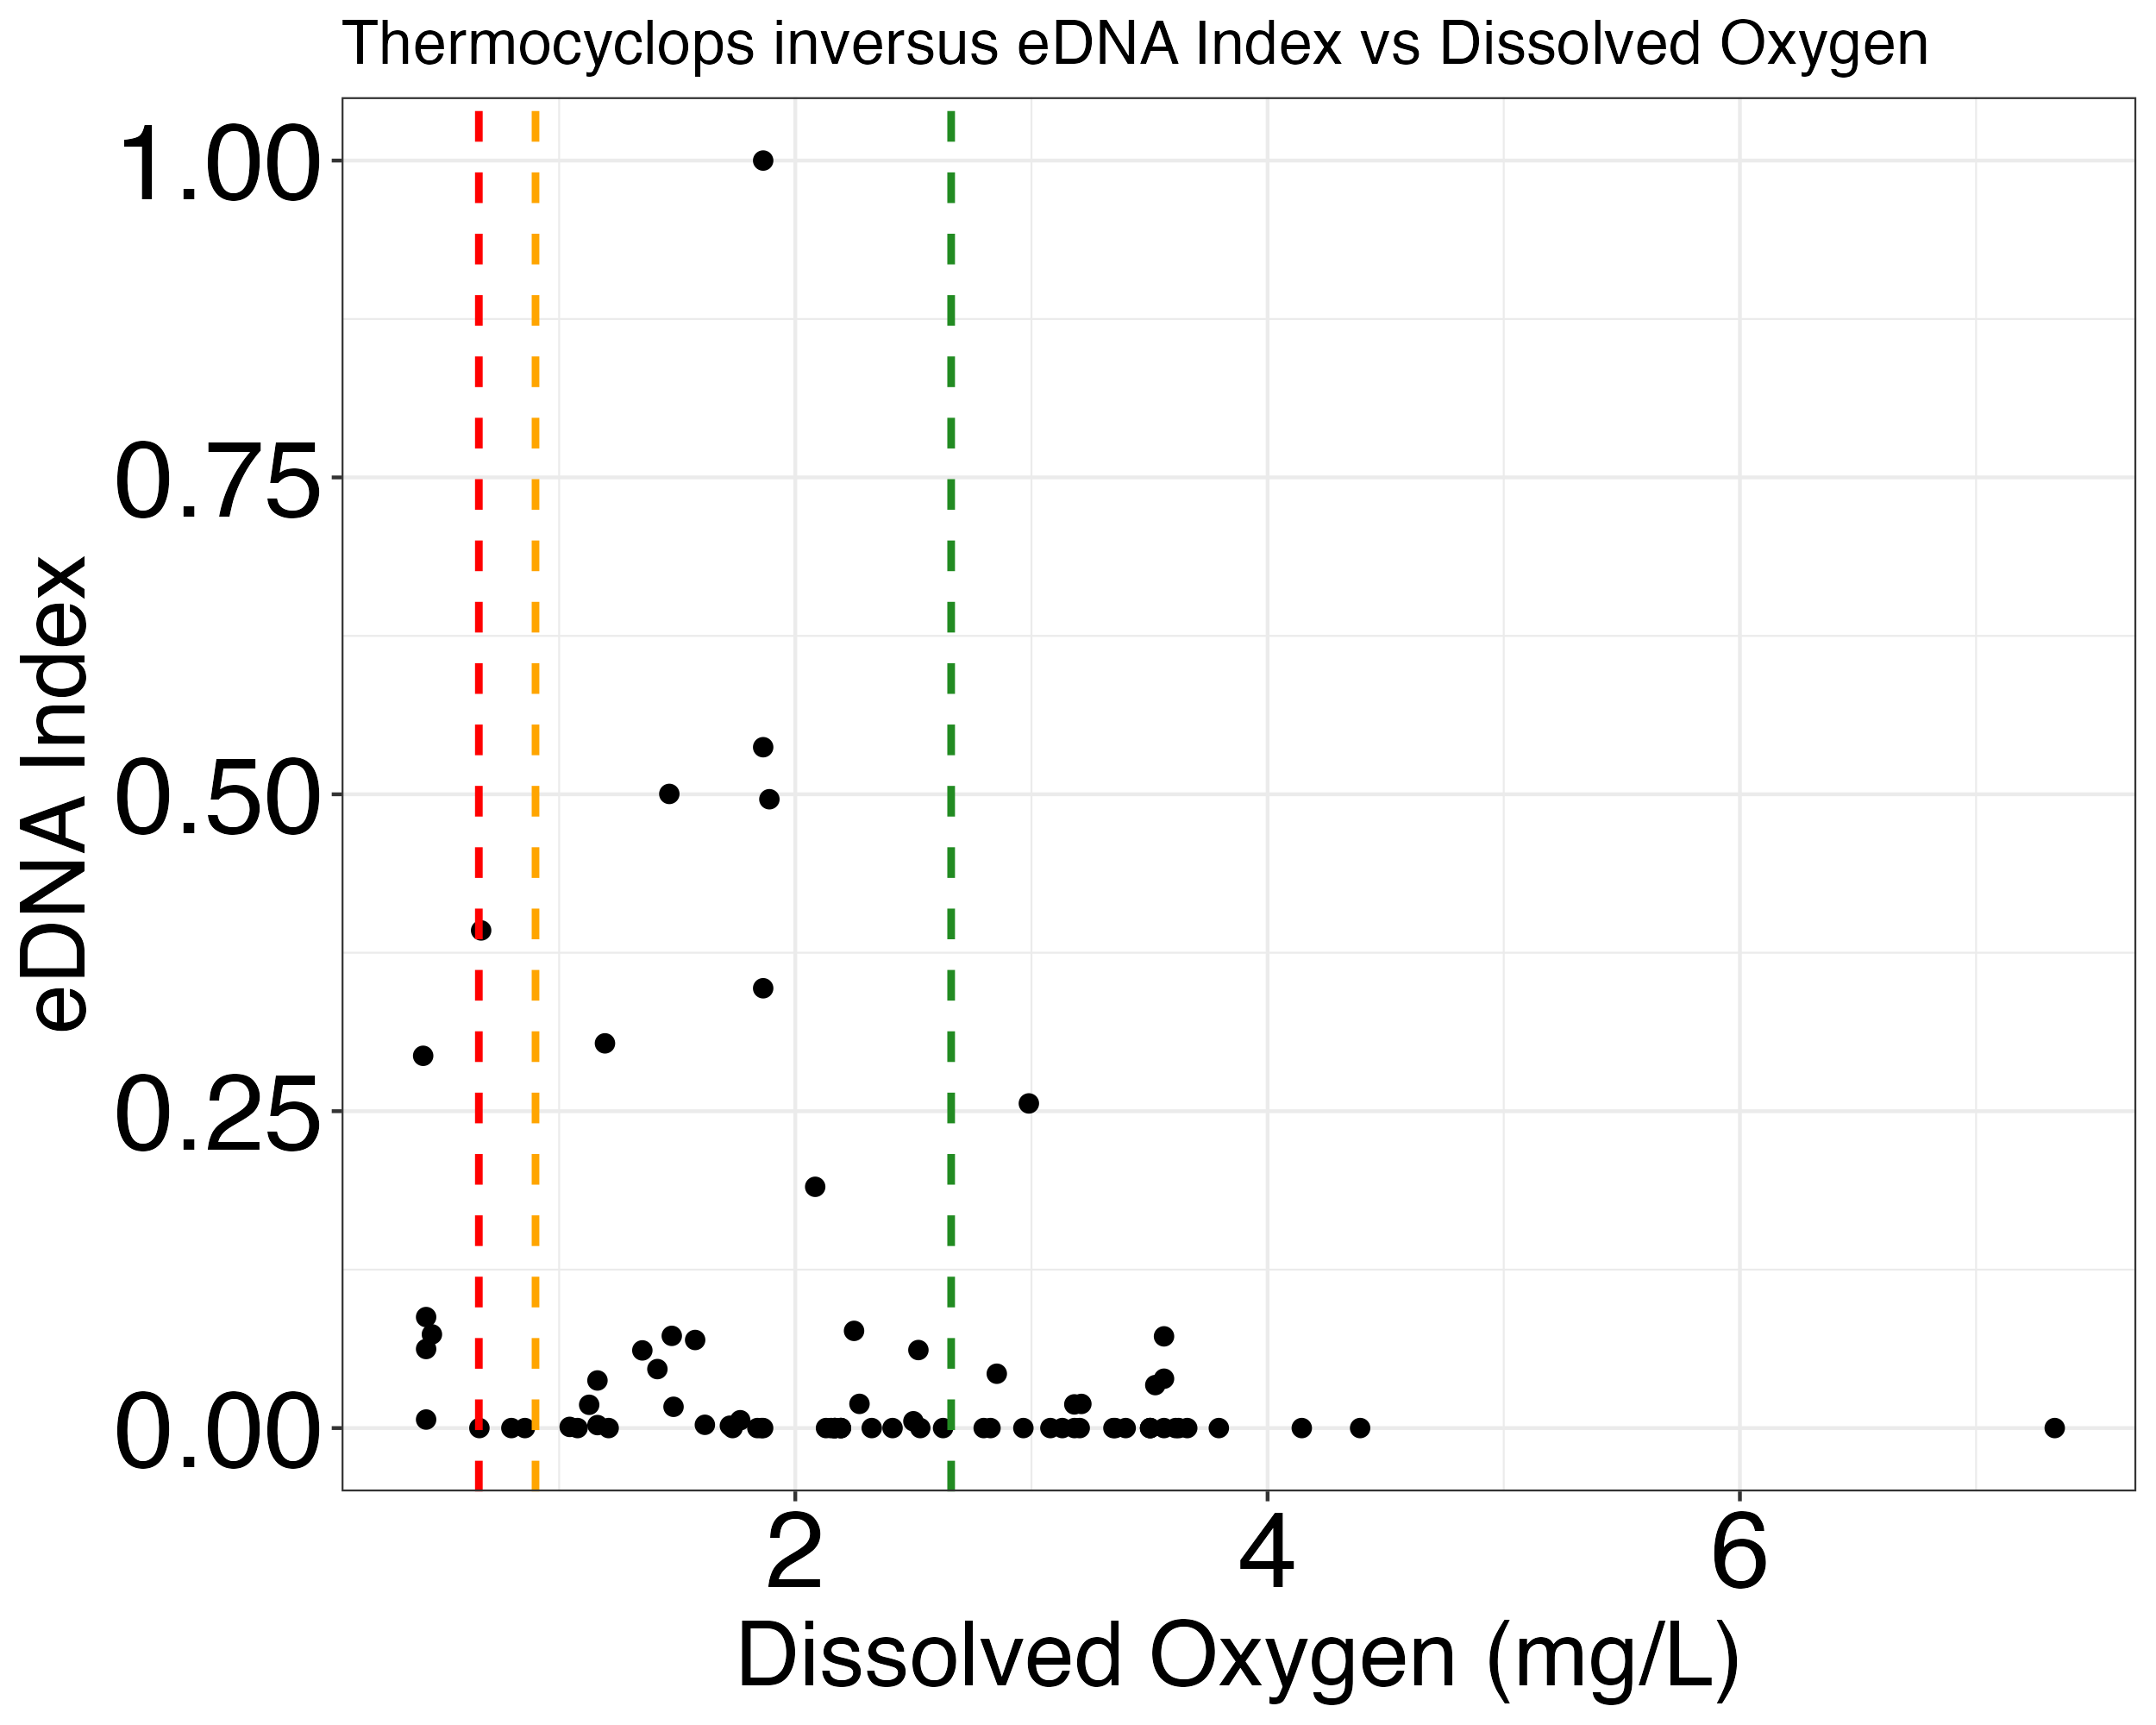 Thermocyclops inversus eDNA Index vs Dissolved Oxygen
1.00
0.75
0.50
0.25
0.00
eDNA Index
2 4 6
Dissolved Oxygen (mg/L)